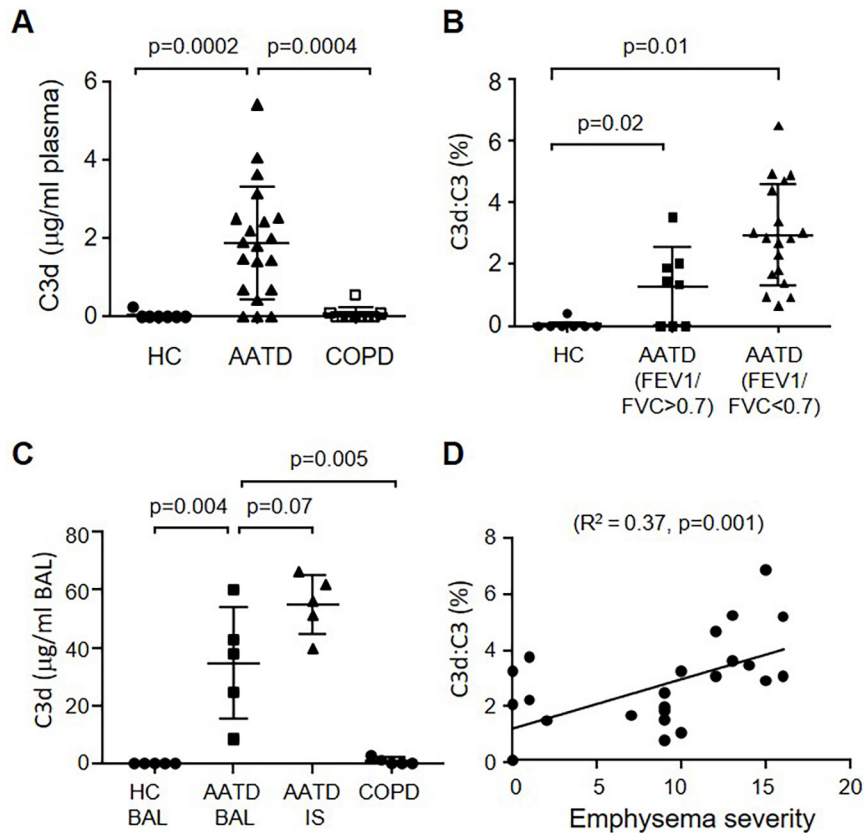 A
p=0.0002 p=0.0004
C3d (µg/ml plasma)
6
4
2
0
HC AATD COPD
B
p=0.01
p=0.02
C3d:C3 (%)
8
6
4
2
0
HC AATD AATD
(FEV1/ (FEV1/
FVC>0.7) FVC<0.7)
C
p=0.005
p=0.004 p=0.07
C3d (µg/ml BAL)
80
60
40
20
0
HC AATD AATD COPD
BAL BAL IS
D
(R² = 0.37, p=0.001)
C3d:C3 (%)
8
6
4
2
0
0 5 10 15 20
Emphysema severity